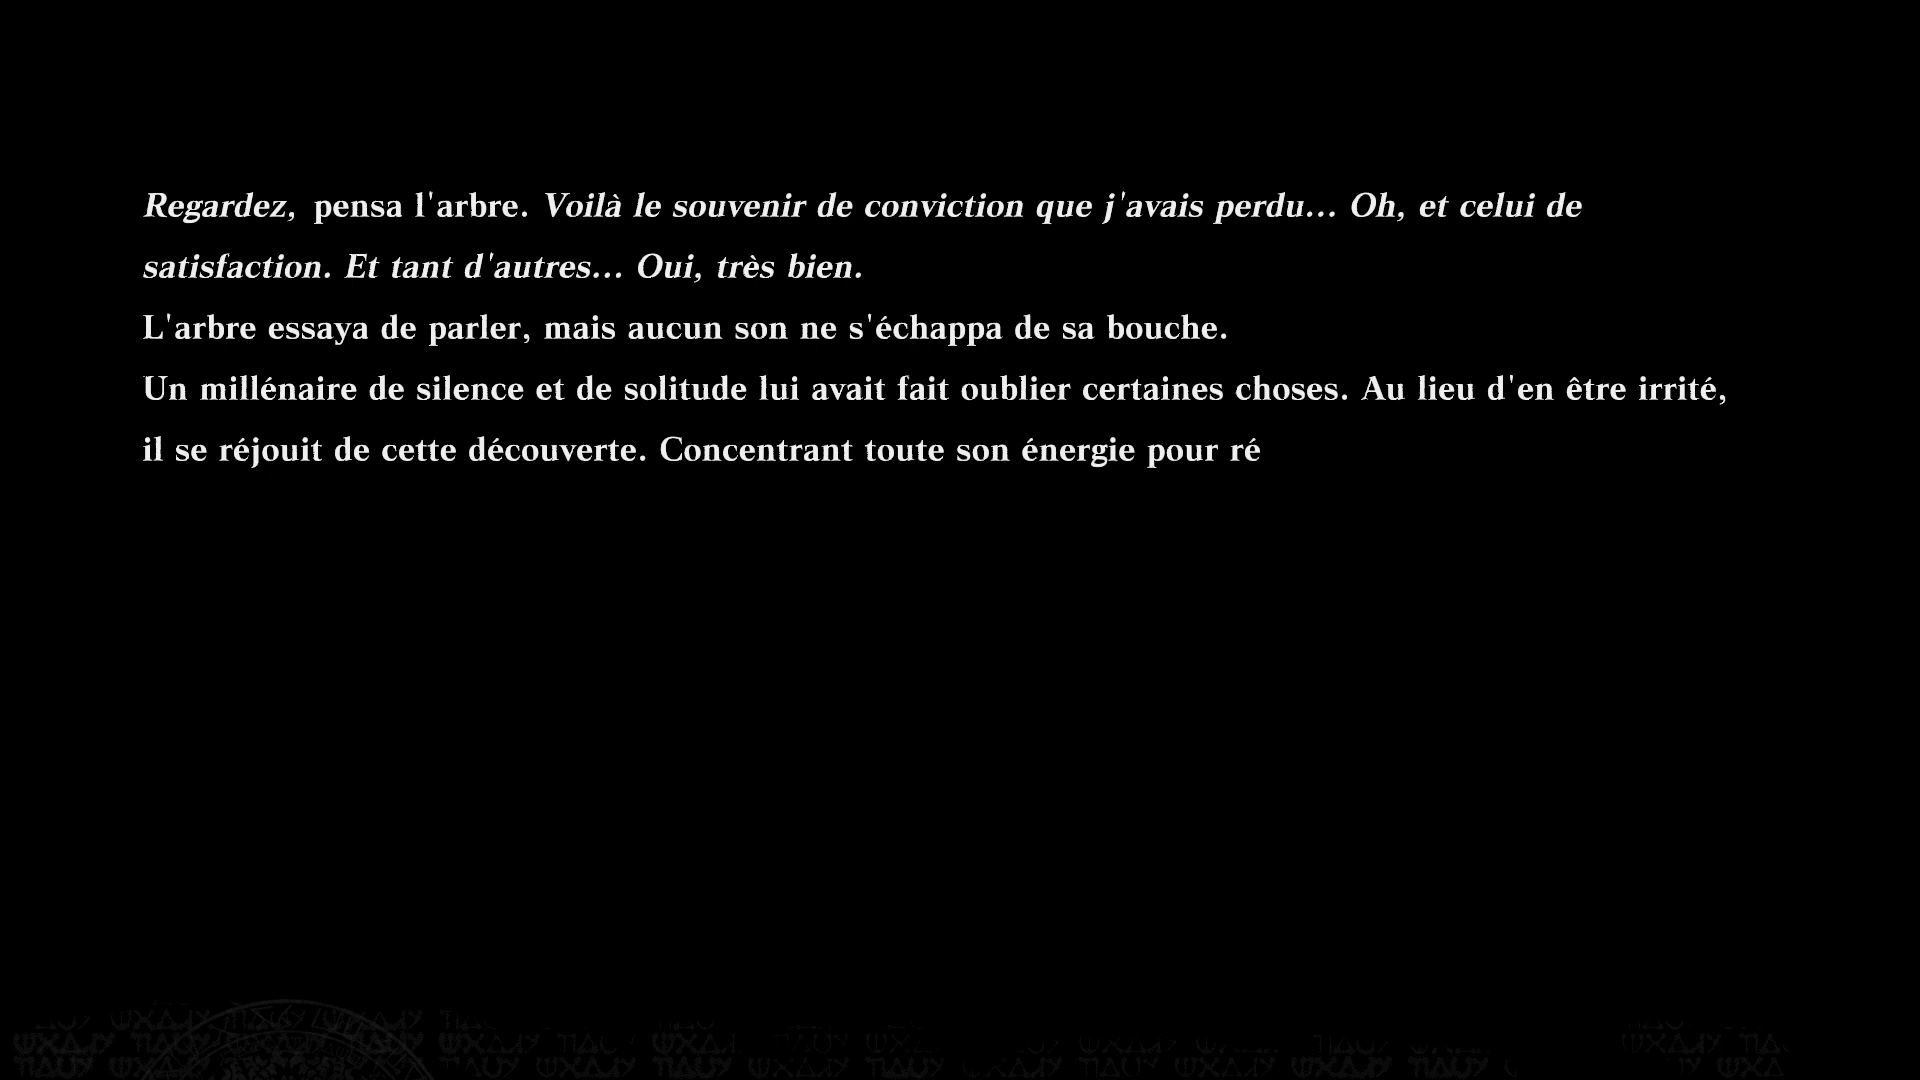 Regardez, pensa l'arbre. Voilà le souvenir de conviction que j'avais perdu... Oh, et celui de
satisfaction. Et tant d'autres... Oui, très bien.
L'arbre essaya de parler, mais aucun son ne s'échappa de sa bouche.
Un millénaire de silence et de solitude lui avait fait oublier certaines choses. Au lieu d'en être irrité,
il se réjouit de cette découverte. Concentrant toute son énergie pour ré